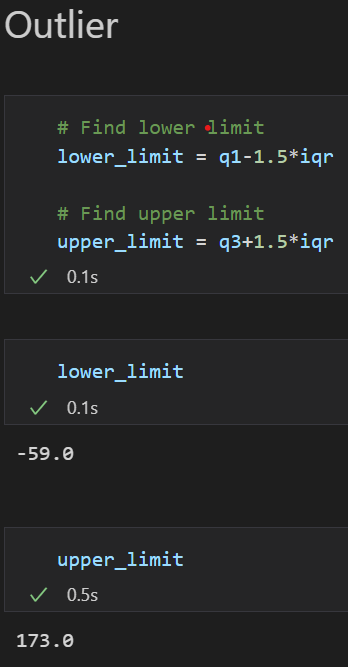 Outlier
# Find lower limit
lower_limit = q1-1.5*iqr
# Find upper limit
upper_limit = q3+1.5*iqr
0.1s
lower_limit
0.1s
-59.0
upper_limit
0.5s
173.0